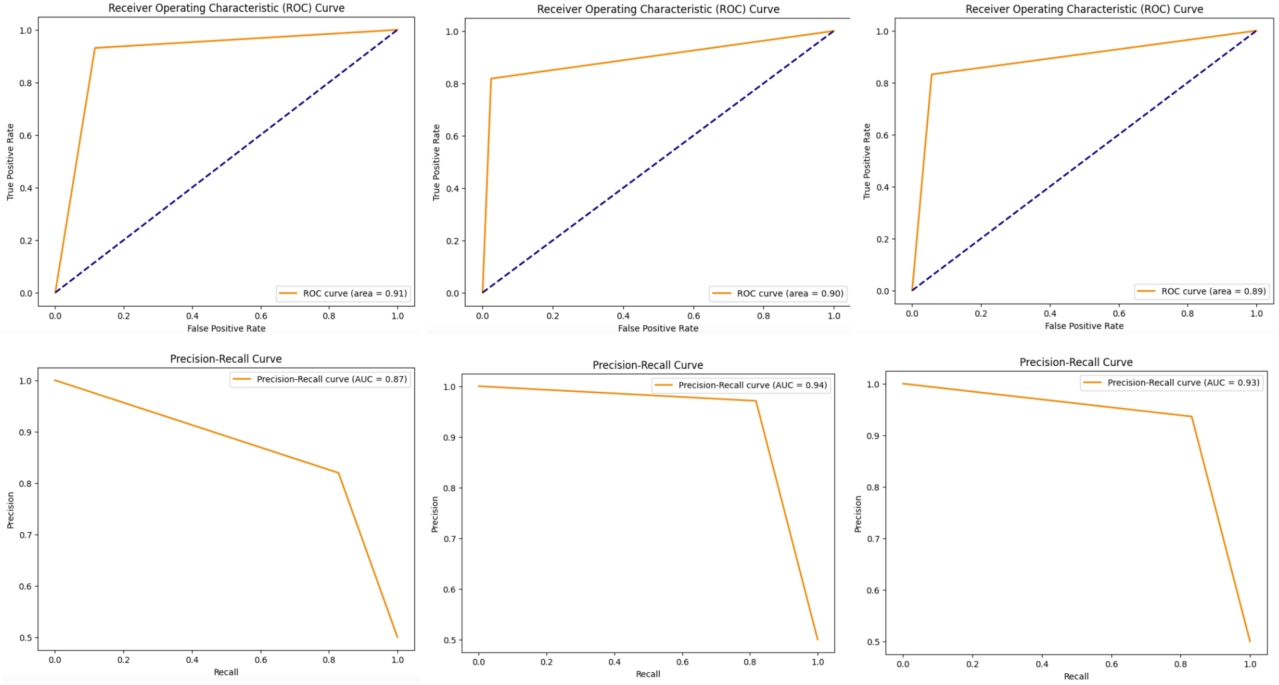 Receiver Operating Characteristic (ROC) Curve
1.0
0.8
0.6
0.4
0.2
0.0
True Positive Rate
ROC curve (area = 0.91)
0.0 0.2 0.4 0.6 0.8 1.0
False Positive Rate
Receiver Operating Characteristic (ROC) Curve
1.0
0.8
0.6
0.4
0.2
0.0
True Positive Rate
ROC curve (area = 0.90)
0.0 0.2 0.4 0.6 0.8 1.0
False Positive Rate
Receiver Operating Characteristic (ROC) Curve
1.0
0.8
0.6
0.4
0.2
0.0
True Positive Rate
ROC curve (area = 0.89)
0.0 0.2 0.4 0.6 0.8 1.0
False Positive Rate
Precision-Recall Curve
Precision-Recall curve (AUC = 0.87)
1.0
0.9
0.8
0.7
0.6
0.5
Precision
0.0 0.2 0.4 0.6 0.8 1.0
Recall
Precision-Recall Curve
Precision-Recall curve (AUC = 0.94)
1.0
0.9
0.8
0.7
0.6
0.5
Precision
0.0 0.2 0.4 0.6 0.8 1.0
Recall
Precision-Recall Curve
Precision-Recall curve (AUC = 0.93)
1.0
0.9
0.8
0.7
0.6
0.5
Precision
0.0 0.2 0.4 0.6 0.8 1.0
Recall